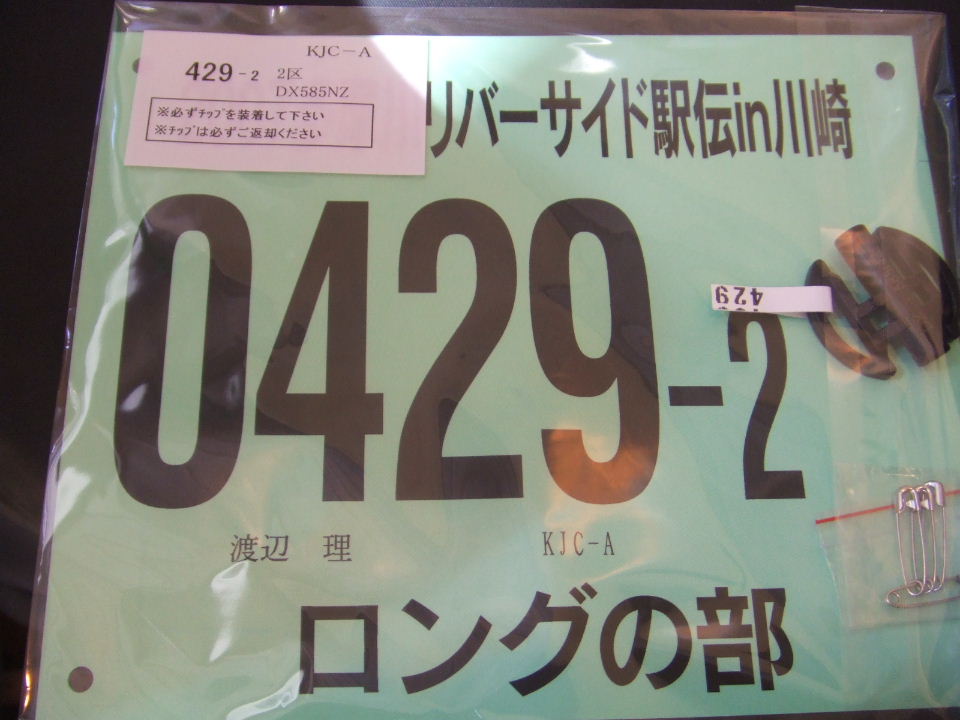 KJC-A
429-2 2区
DX585NZ
※必ずﾁｯﾌﾟを装着して下さい
※ﾁｯﾌﾟは必ずご返却ください
リバーサイド駅伝in川崎
0429-2
429
渡辺 理 KJC-A
ロングの部